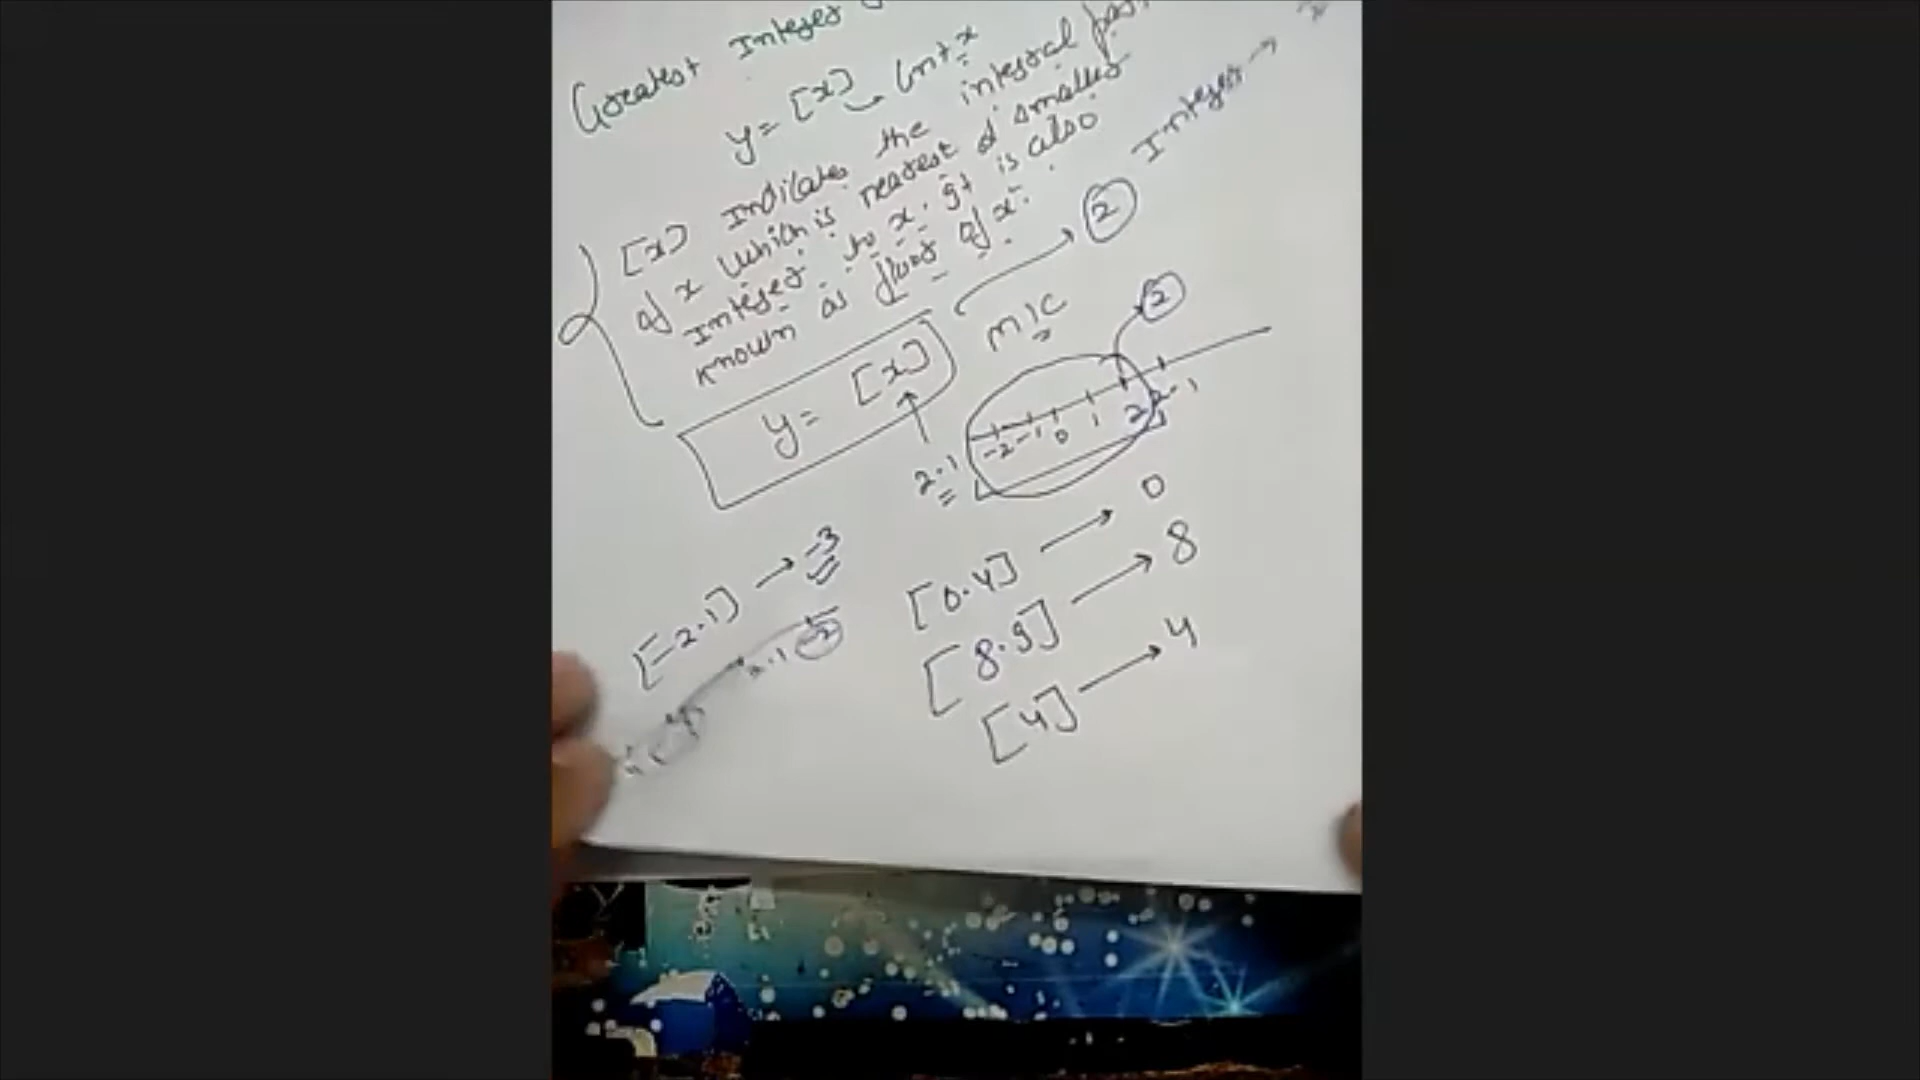 Greatest Integer
y = [x] Int x
[x] Indicates the integral part
of x which is nearest & smaller
Integer to x. It is also
known as floor of x.
y = [x]
2.1
2
Integer →
M)C
2
-2 -1 0 1 2 2.1
[-2.1] → -3
-2
[0.4] → 0
[8.9] → 8
[4] → 4